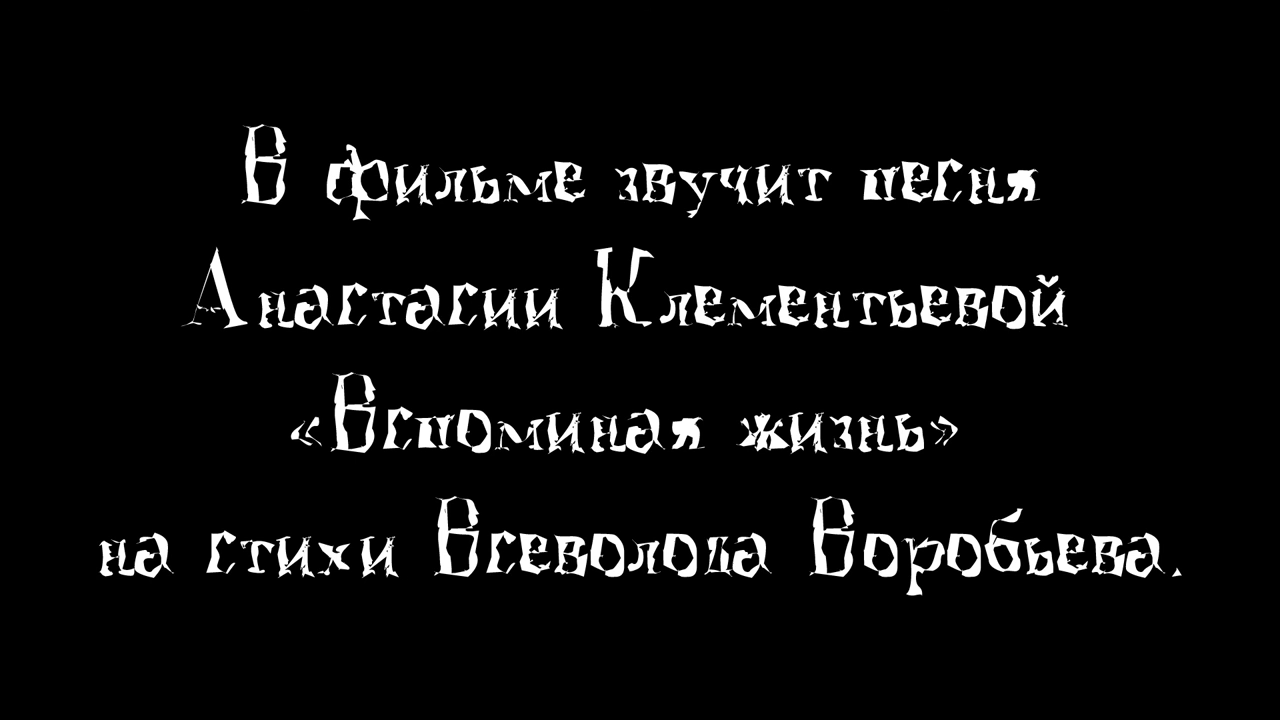 В фильме звучит песня
Анастасии Клементьевой
«Вспоминая жизнь»
на стихи Всеволода Воробьева.